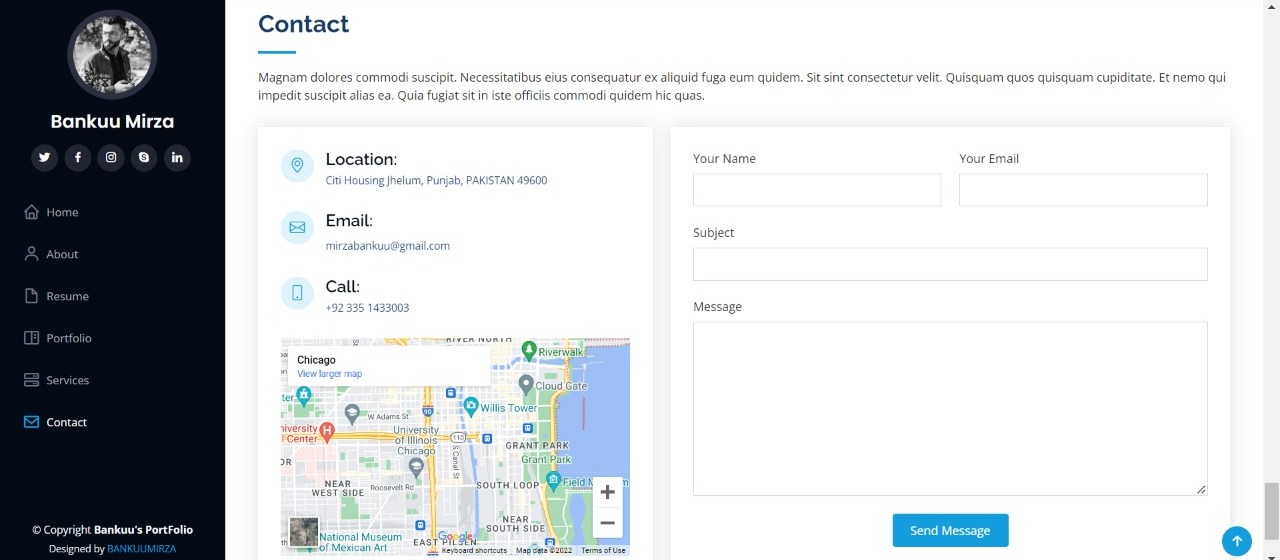 Bankuu Mirza
Home
About
Resume
Portfolio
Services
Contact
© Copyright Bankuu's PortFolio
Designed by BANKUUMIRZA
Contact
Magnam dolores commodi suscipit. Necessitatibus eius consequatur ex aliquid fuga eum quidem. Sit sint consectetur velit. Quisquam quos quisquam cupiditate. Et nemo qui
impedit suscipit alias ea. Quia fugiat sit in iste officiis commodi quidem hic quas.
Location:
Citi Housing Jhelum, Punjab, PAKISTAN 49600
Email:
mirzabankuu@gmail.com
Call:
+92 335 1433003
RIVER NORTH
Chicago
View larger map
Riverwalk
Cloud Gate
Willis Tower
W Adams St
90
University of
Illinois
Chicago
110
S Canal St
GRANT PARK
Grant Park
NEAR
WEST SIDE
Roosevelt Rd
SOUTH LOOP
Field
NEAR
SOUTH SIDE
National Museum
of Mexican Art
EAST PILSEN
Google
Keyboard shortcuts
Map data ©2022
Terms of Use
Your Name
Your Email
Subject
Message
Send Message